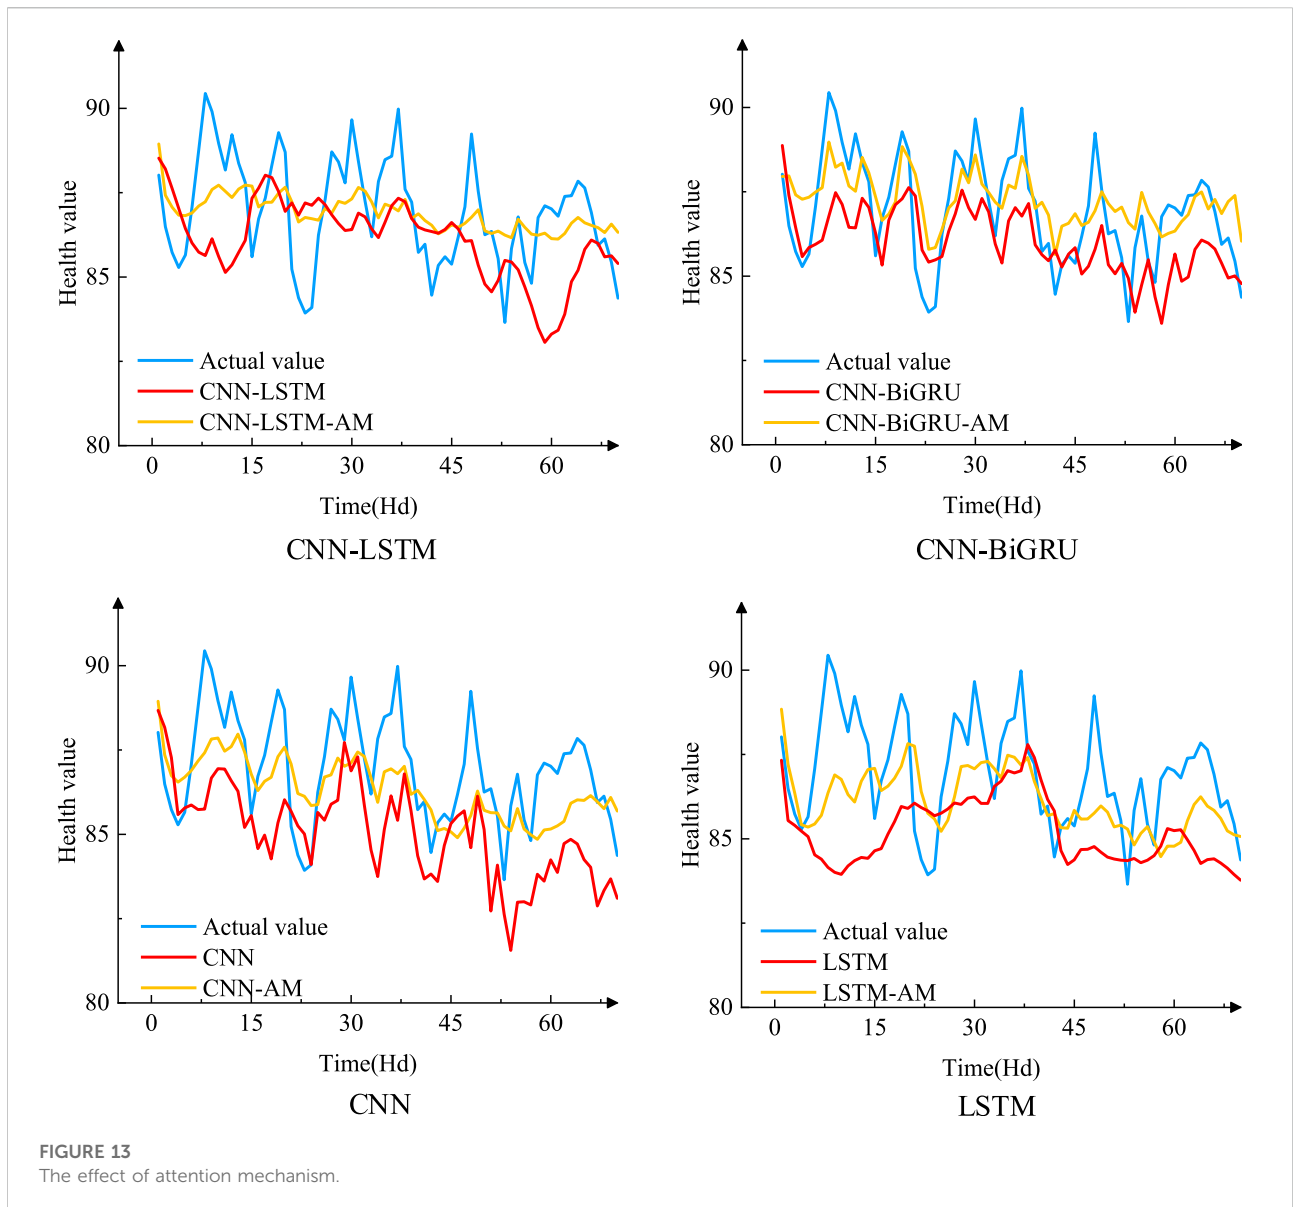 90
85
80
Health value
Actual value
CNN-LSTM
CNN-LSTM-AM
0 15 30 45 60
Time(Hd)
CNN-LSTM
90
85
80
Health value
Actual value
CNN-BiGRU
CNN-BiGRU-AM
0 15 30 45 60
Time(Hd)
CNN-BiGRU
90
85
80
Health value
Actual value
CNN
CNN-AM
0 15 30 45 60
Time(Hd)
CNN
90
85
80
Health value
Actual value
LSTM
LSTM-AM
0 15 30 45 60
Time(Hd)
LSTM
FIGURE 13
The effect of attention mechanism.